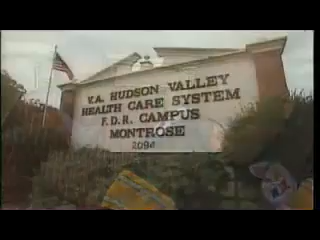 V.A. HUDSON VALLEY
HEALTH CARE SYSTEM
F.D.R. CAMPUS
MONTROSE
2094